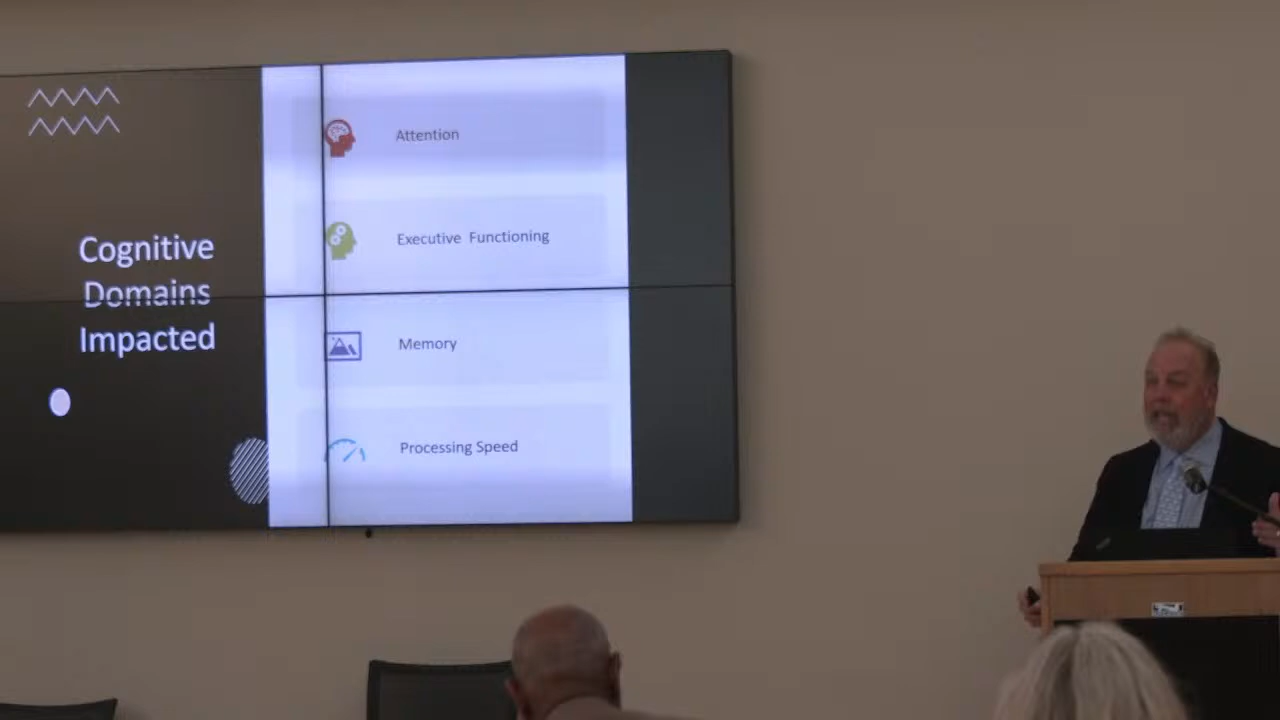 Cognitive
Domains
Impacted
Attention
Executive Functioning
Memory
Processing Speed